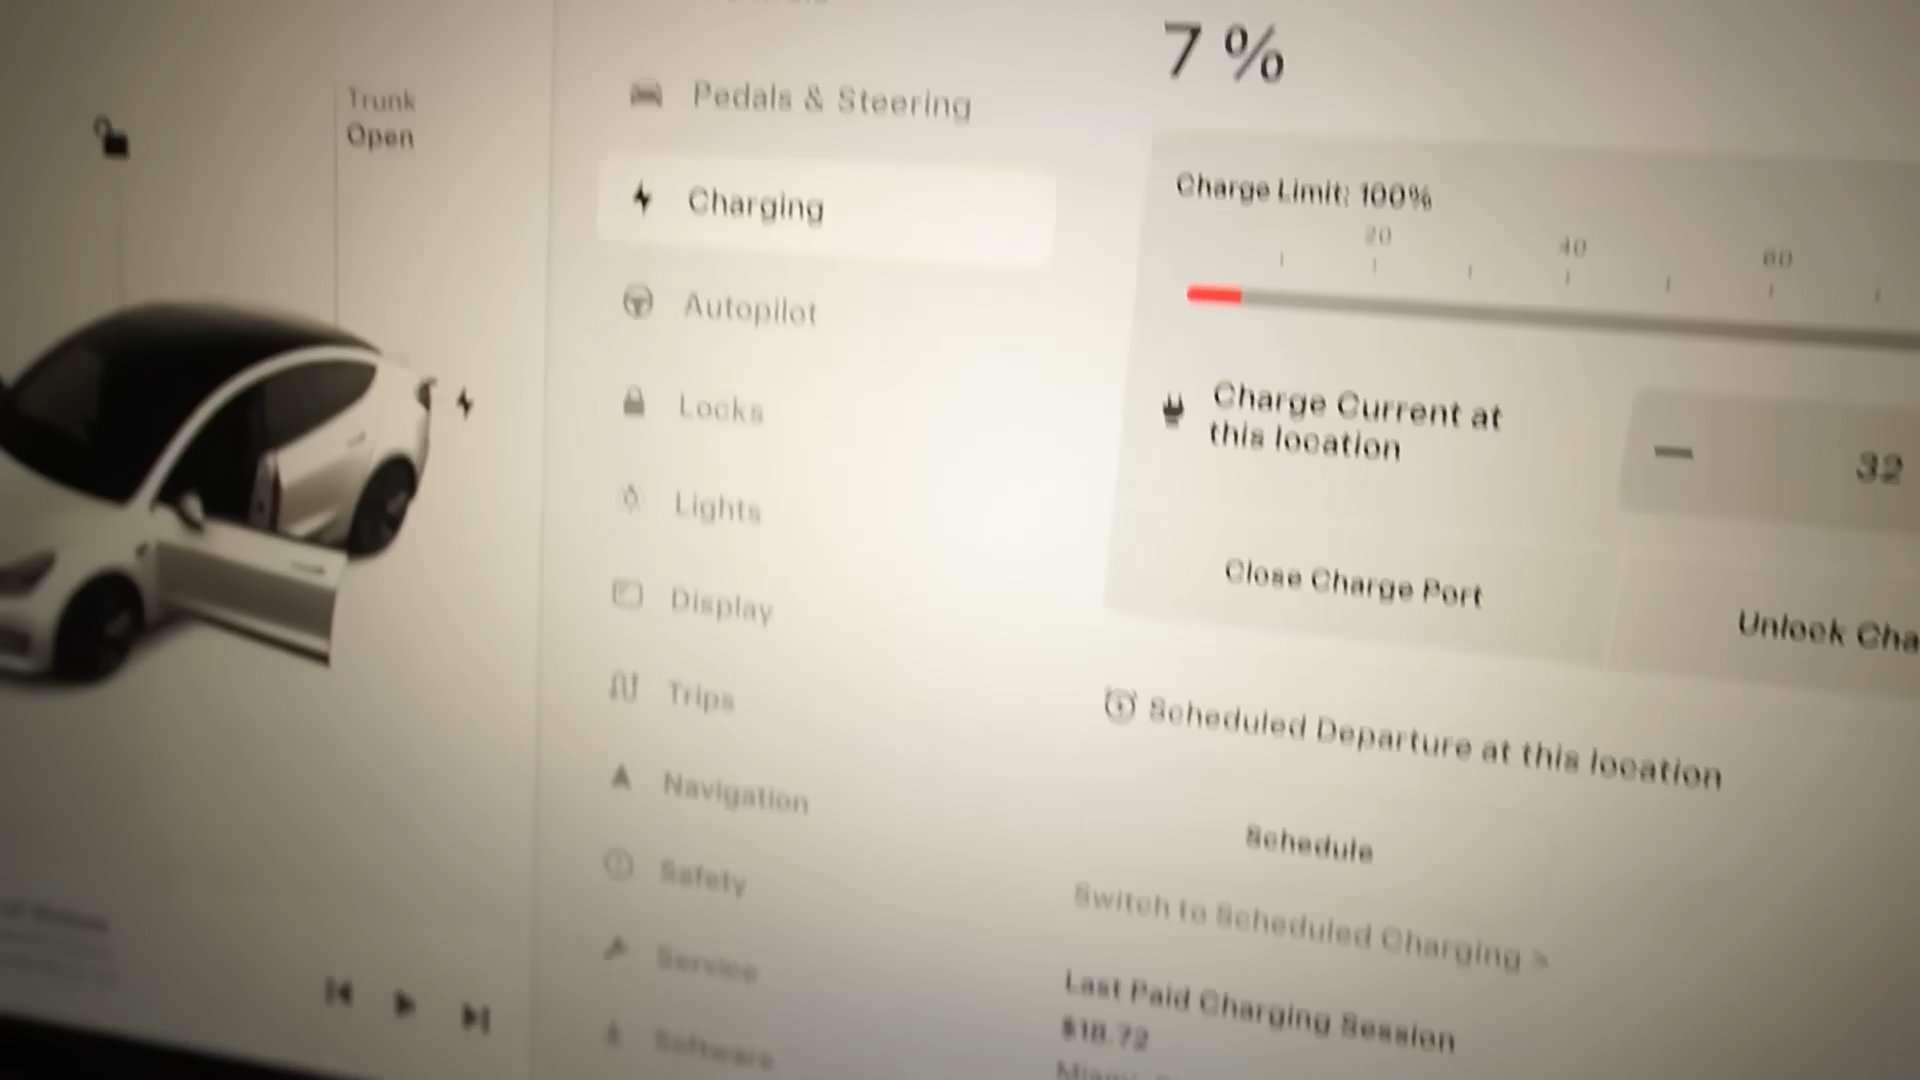 Trunk
Open
Pedals & Steering
Charging
Autopilot
Locks
Lights
Display
Trips
Navigation
Safety
Service
Software
7 %
Charge Limit: 100%
20 40 60
Charge Current at
this location
32
Close Charge Port
Unlock Cha
Scheduled Departure at this location
Schedule
Switch to Scheduled Charging >
Last Paid Charging Session
$18.72